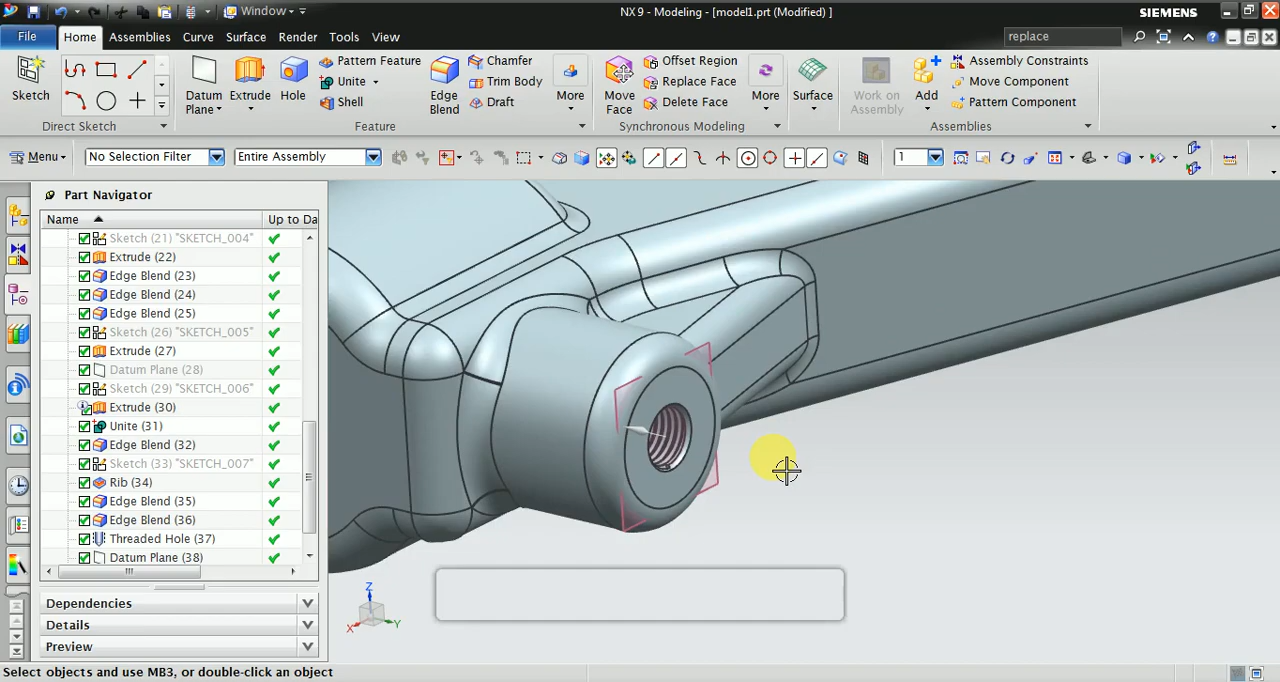 Window
NX 9 - Modeling - [model1.prt (Modified) ]
SIEMENS
File
Home
Assemblies
Curve
Surface
Render
Tools
View
replace
Sketch
Direct Sketch
Datum
Plane
Extrude
Hole
Pattern Feature
Unite
Shell
Edge
Blend
Chamfer
Trim Body
Draft
More
Feature
Move
Face
Offset Region
Replace Face
Delete Face
More
Synchronous Modeling
Surface
Work on
Assembly
Add
Assembly Constraints
Move Component
Pattern Component
Assemblies
Menu
No Selection Filter
Entire Assembly
1
Part Navigator
Name
Up to Da
Sketch (21) "SKETCH_004"
Extrude (22)
Edge Blend (23)
Edge Blend (24)
Edge Blend (25)
Sketch (26) "SKETCH_005"
Extrude (27)
Datum Plane (28)
Sketch (29) "SKETCH_006"
Extrude (30)
Unite (31)
Edge Blend (32)
Sketch (33) "SKETCH_007"
Rib (34)
Edge Blend (35)
Edge Blend (36)
Threaded Hole (37)
Datum Plane (38)
Dependencies
Details
Preview
Z
X
Y
Select objects and use MB3, or double-click an object